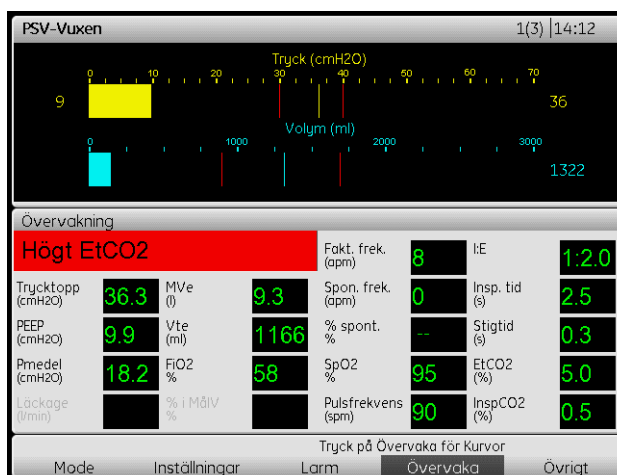 PSV-Vuxen 1(3) 14:12
Tryck (cmH2O)
0 10 20 30 40 50 60 70
9 36
Volym (ml)
0 1000 2000 3000
1322
Övervakning
Högt EtCO2
Fakt. frek. (apm) 8
I:E 1:2.0
Trycktopp (cmH2O) 36.3
MVe (l) 9.3
Spon. frek. (apm) 0
Insp. tid (s) 2.5
PEEP (cmH2O) 9.9
Vte (ml) 1166
% spont. % --
Stigtid (s) 0.3
Pmedel (cmH2O) 18.2
FiO2 % 58
SpO2 % 95
EtCO2 (%) 5.0
Läckage (l/min)
% i MålV %
Pulsfrekvens (spm) 90
InspCO2 (%) 0.5
Tryck på Övervaka för Kurvor
Mode Inställningar Larm Övervaka Övrigt